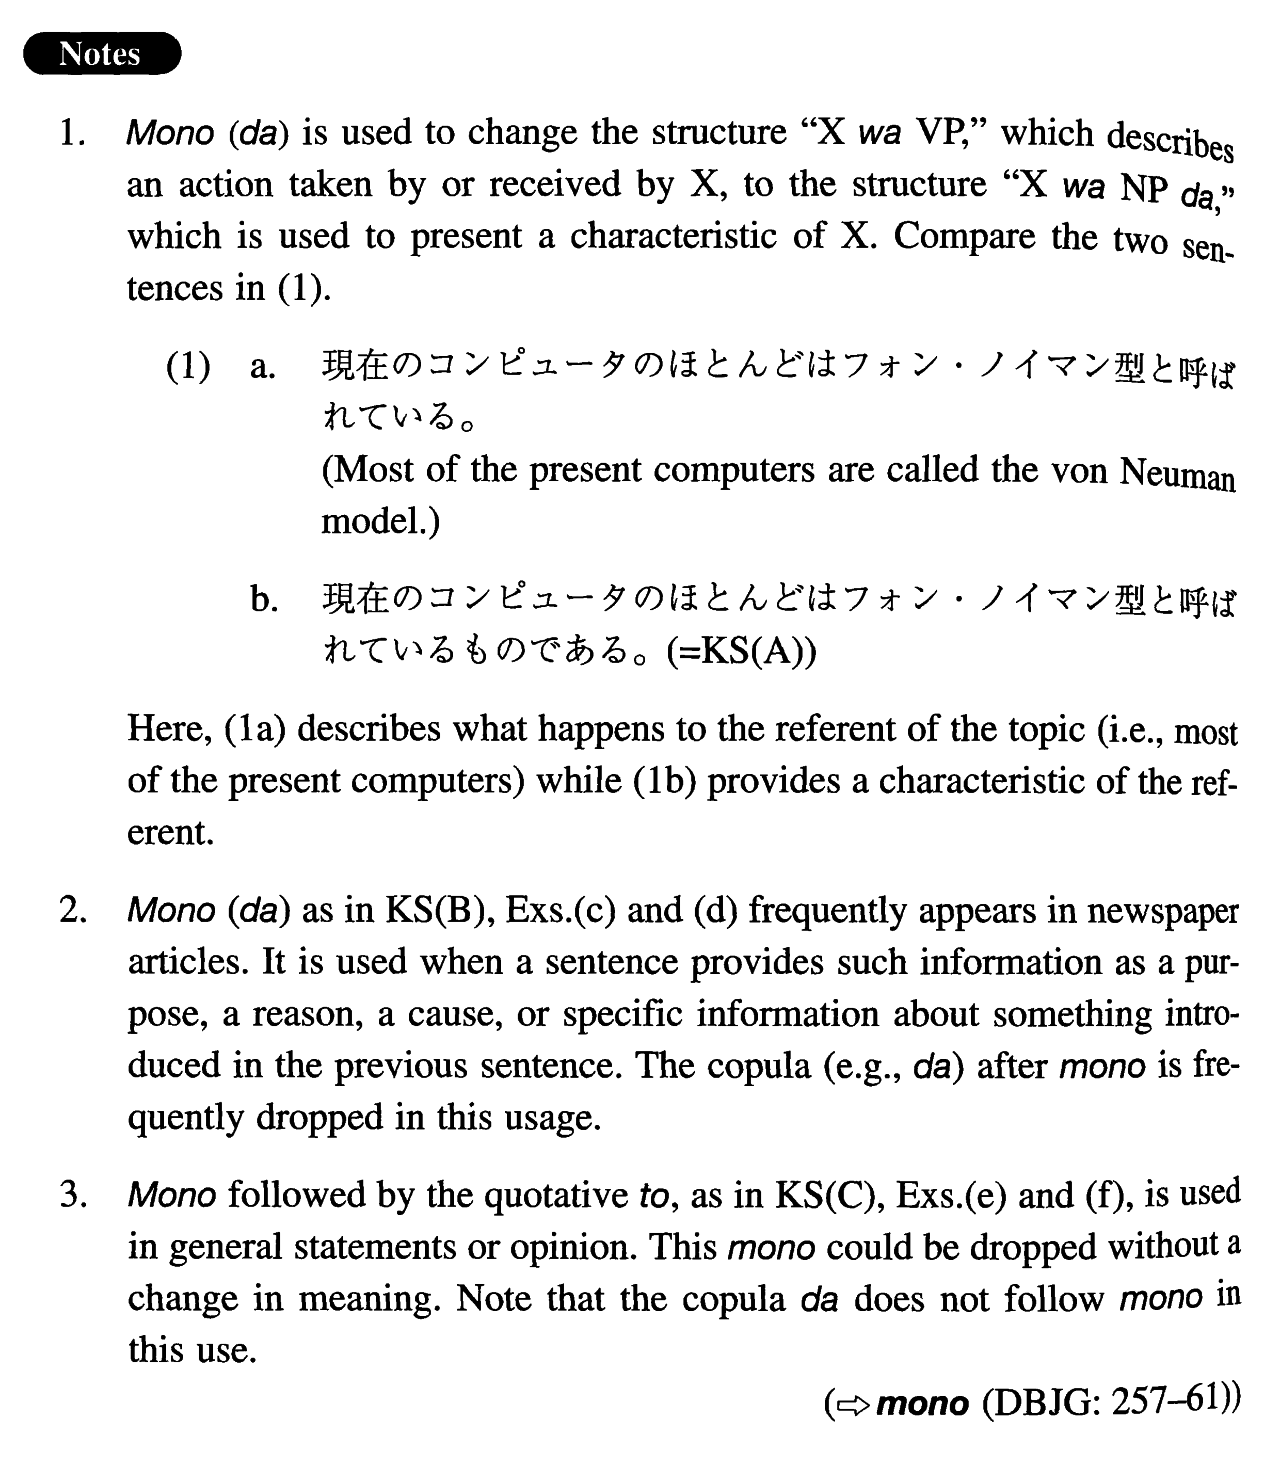 Notes
1. Mono (da) is used to change the structure “X wa VP,” which describes
an action taken by or received by X, to the structure “X wa NP da,”
which is used to present a characteristic of X. Compare the two sen-
tences in (1).
(1) a. 現在のコンピュータのほとんどはフォン・ノイマン型と呼ば
れている。
(Most of the present computers are called the von Neuman
model.)
b. 現在のコンピュータのほとんどはフォン・ノイマン型と呼ば
れているものである。(=KS(A))
Here, (1a) describes what happens to the referent of the topic (i.e., most
of the present computers) while (1b) provides a characteristic of the ref-
erent.
2. Mono (da) as in KS(B), Exs.(c) and (d) frequently appears in newspaper
articles. It is used when a sentence provides such information as a pur-
pose, a reason, a cause, or specific information about something intro-
duced in the previous sentence. The copula (e.g., da) after mono is fre-
quently dropped in this usage.
3. Mono followed by the quotative to, as in KS(C), Exs.(e) and (f), is used
in general statements or opinion. This mono could be dropped without a
change in meaning. Note that the copula da does not follow mono in
this use.
(⇨mono (DBJG: 257–61))